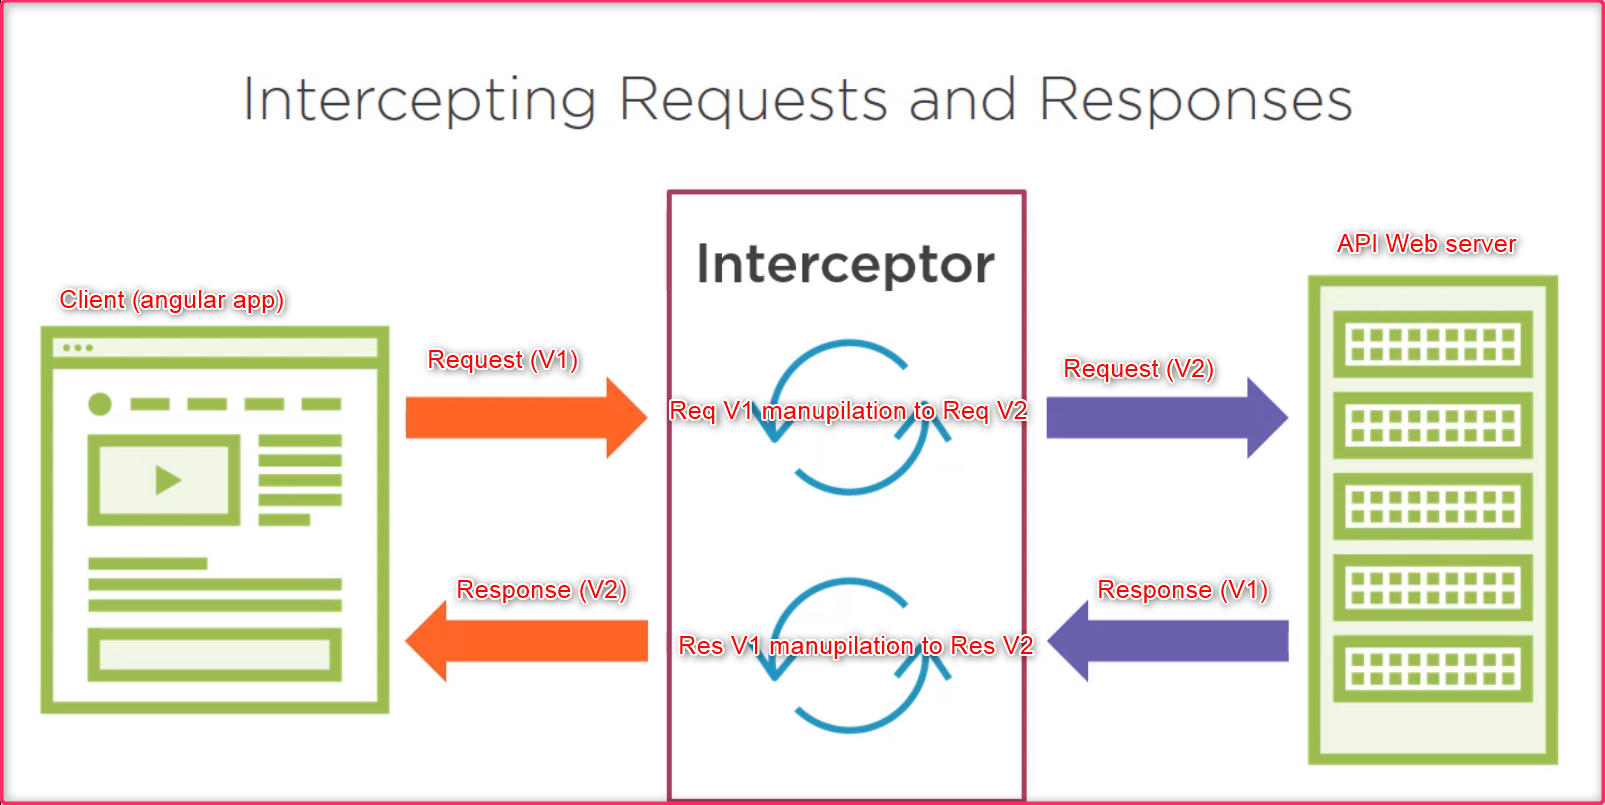 Intercepting Requests and Responses
Interceptor
API Web server
Client (angular app)
Request (V1)
Request (V2)
Req V1 manupilation to Req V2
Response (V2)
Response (V1)
Res V1 manupilation to Res V2